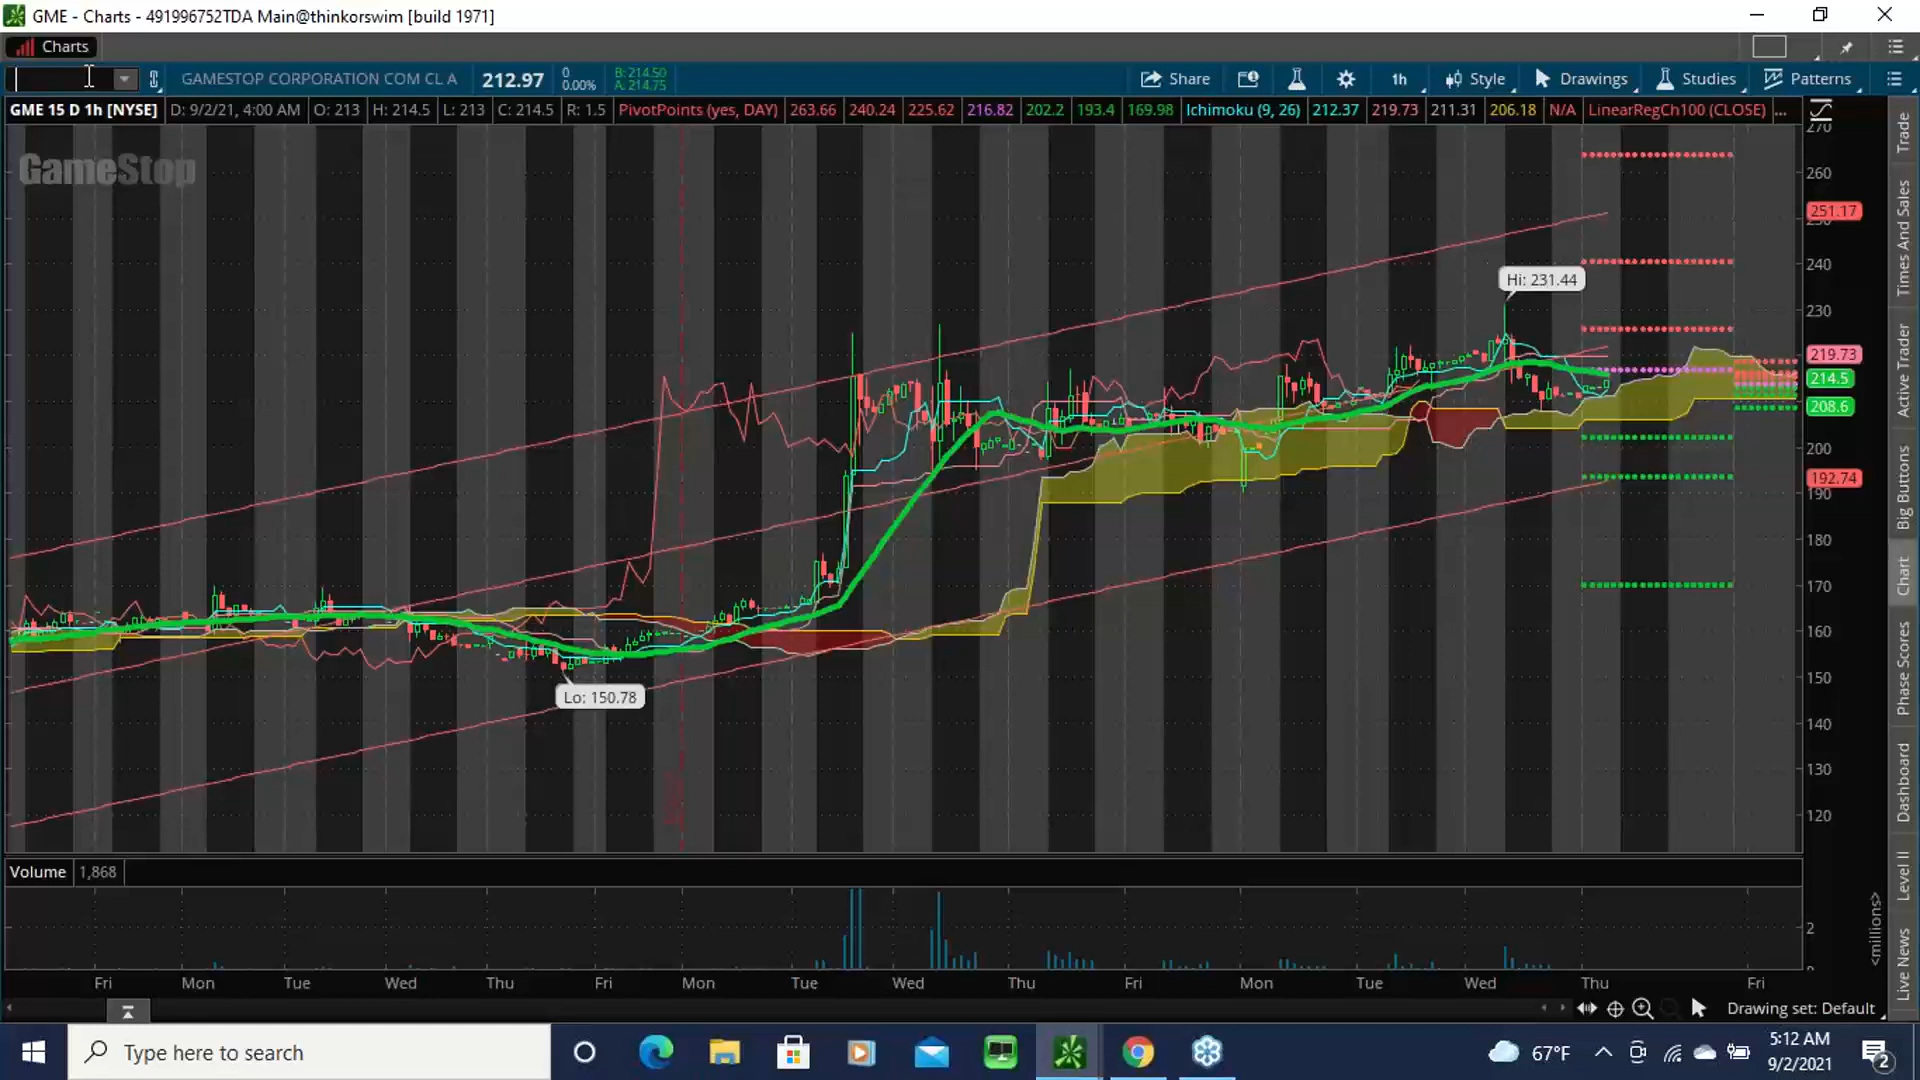 GME - Charts - 491996752TDA Main@thinkorswim [build 1971]
Charts
GAMESTOP CORPORATION COM CL A 212.97 0 0.00% B: 214.50 A: 214.75 Share 1h Style Drawings Studies Patterns
GME 15 D 1h [NYSE] D: 9/2/21, 4:00 AM O: 213 H: 214.5 L: 213 C: 214.5 R: 1.5 PivotPoints (yes, DAY) 263.66 240.24 225.62 216.82 202.2 193.4 169.98 Ichimoku (9, 26) 212.37 219.73 211.31 206.18 N/A LinearRegCh100 (CLOSE) ...
GameStop
270
260
251.17
240
Hi: 231.44
230
219.73
214.5
208.6
200
192.74
190
180
170
160
Lo: 150.78
150
140
130
120
Trade
Times And Sales
Active Trader
Big Buttons
Chart
Phase Scores
Dashboard
Level II
Live News
Volume 1,868
2
0
<millions>
Fri Mon Tue Wed Thu Fri Mon Tue Wed Thu Fri Mon Tue Wed Thu Fri
Drawing set: Default
Type here to search
67°F
5:12 AM
9/2/2021
2